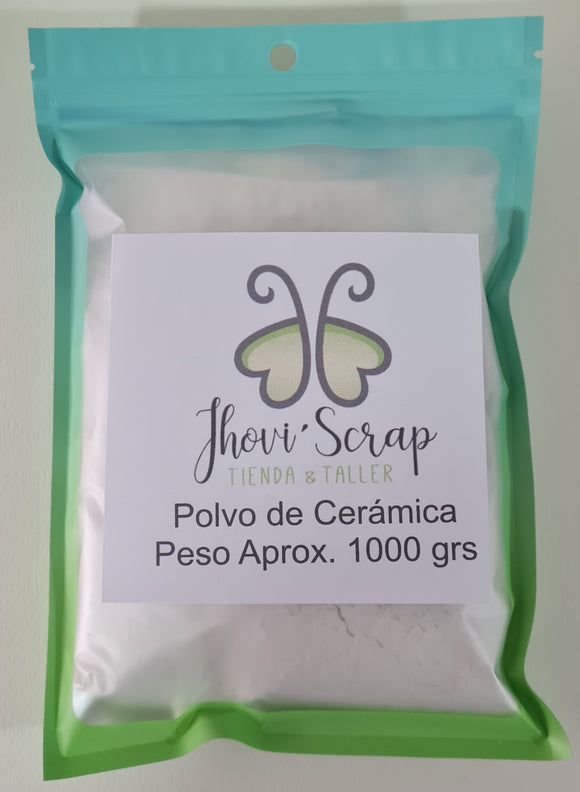 Jhovi´Scrap
TIENDA & TALLER
Polvo de Cerámica
Peso Aprox. 1000 grs